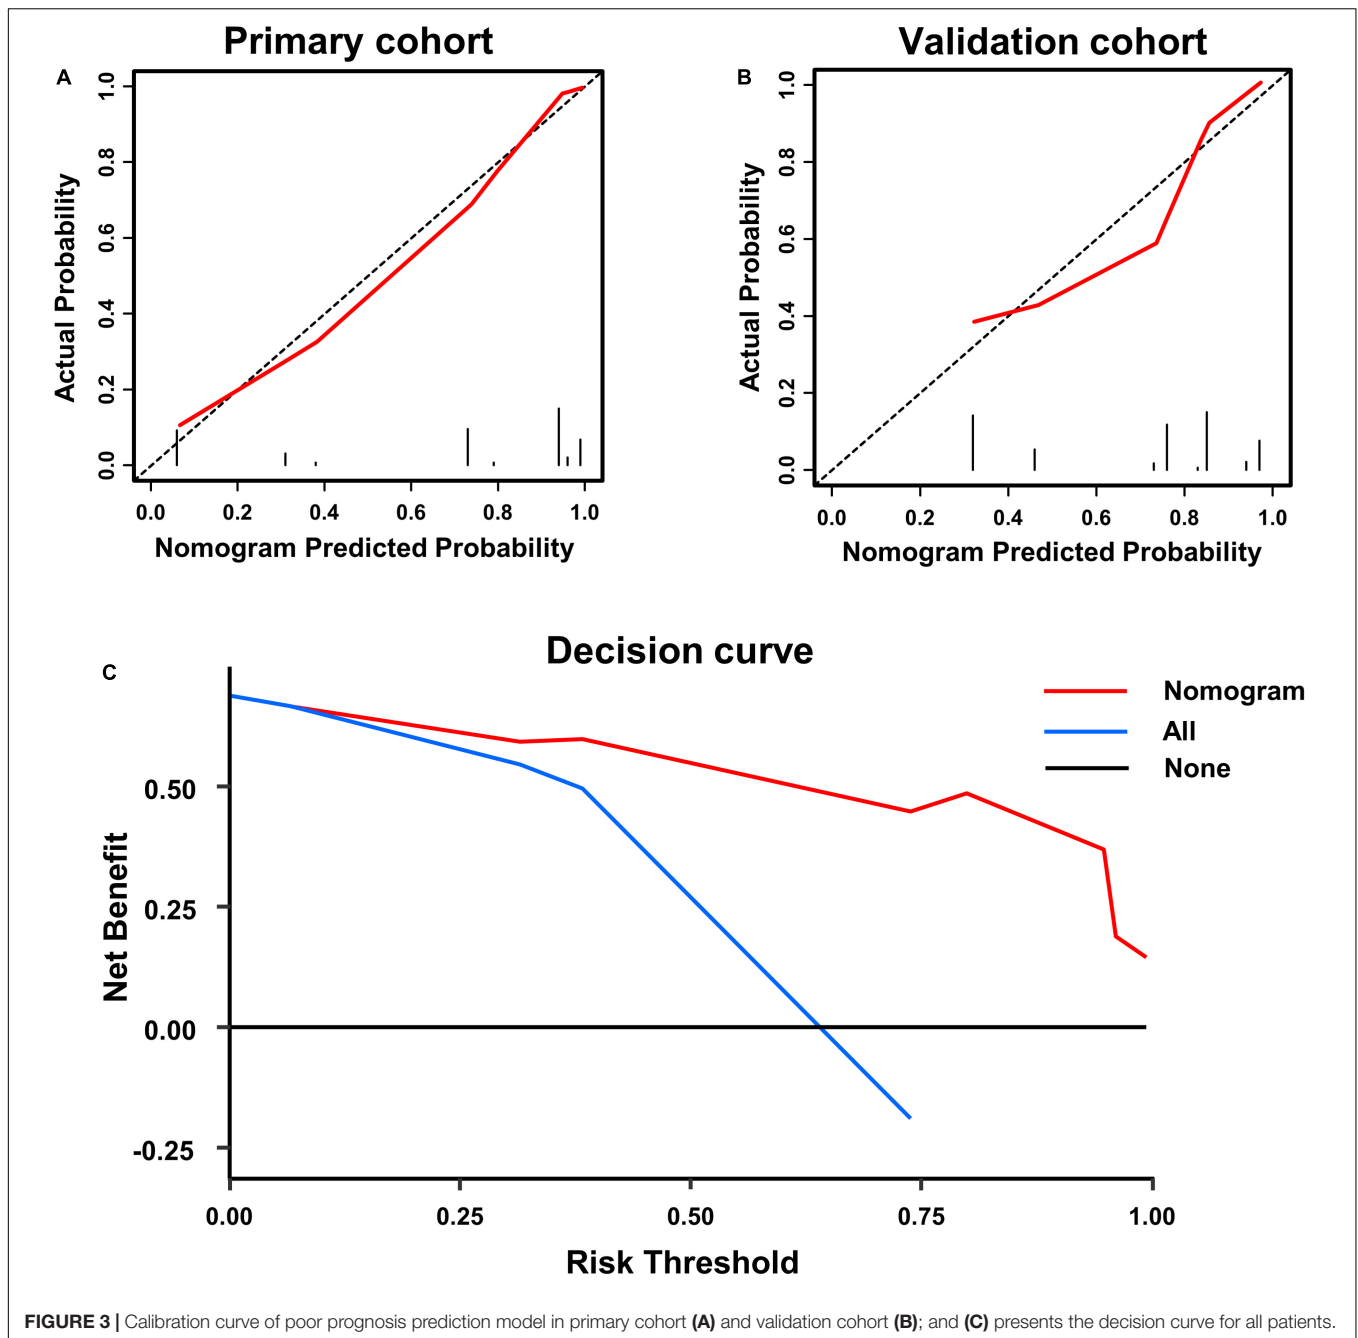 Primary cohort
Validation cohort
A
B
Actual Probability
0.0
0.2
0.4
0.6
0.8
1.0
0.0 0.2 0.4 0.6 0.8 1.0
Nomogram Predicted Probability
Actual Probability
0.0
0.2
0.4
0.6
0.8
1.0
0.0 0.2 0.4 0.6 0.8 1.0
Nomogram Predicted Probability
Decision curve
C
Nomogram
All
None
Net Benefit
0.50
0.25
0.00
-0.25
0.00 0.25 0.50 0.75 1.00
Risk Threshold
FIGURE 3 | Calibration curve of poor prognosis prediction model in primary cohort (A) and validation cohort (B); and (C) presents the decision curve for all patients.